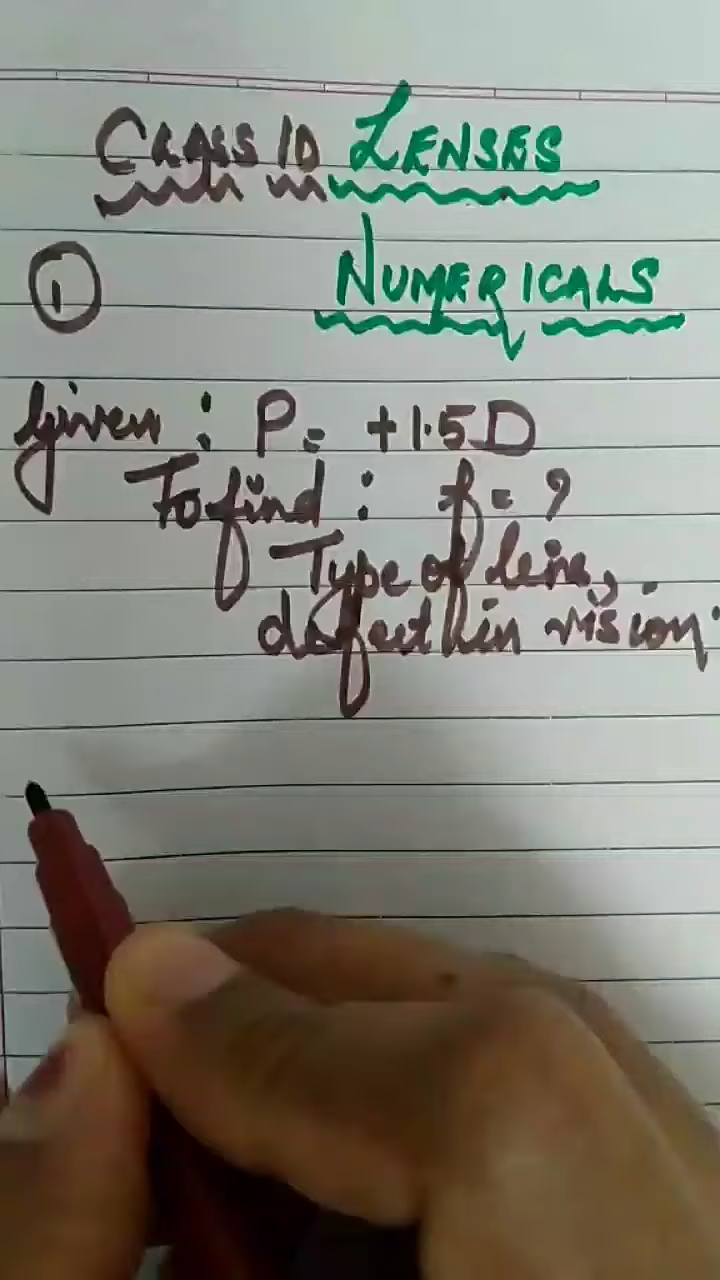 CLASS 10 LENSES
NUMERICALS
①
Given : P = +1.5D
To find : f = ?
Type of lens,
defect in vision.